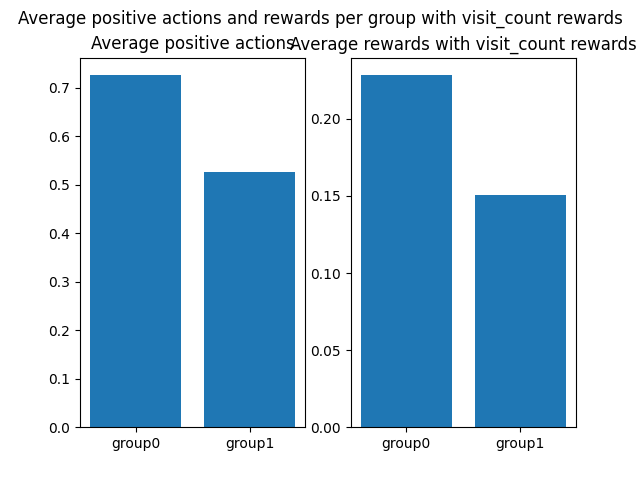 Average positive actions and rewards per group with visit_count rewards
Average positive actions
0.7
0.6
0.5
0.4
0.3
0.2
0.1
0.0
group0 group1
Average rewards with visit_count rewards
0.20
0.15
0.10
0.05
0.00
group0 group1